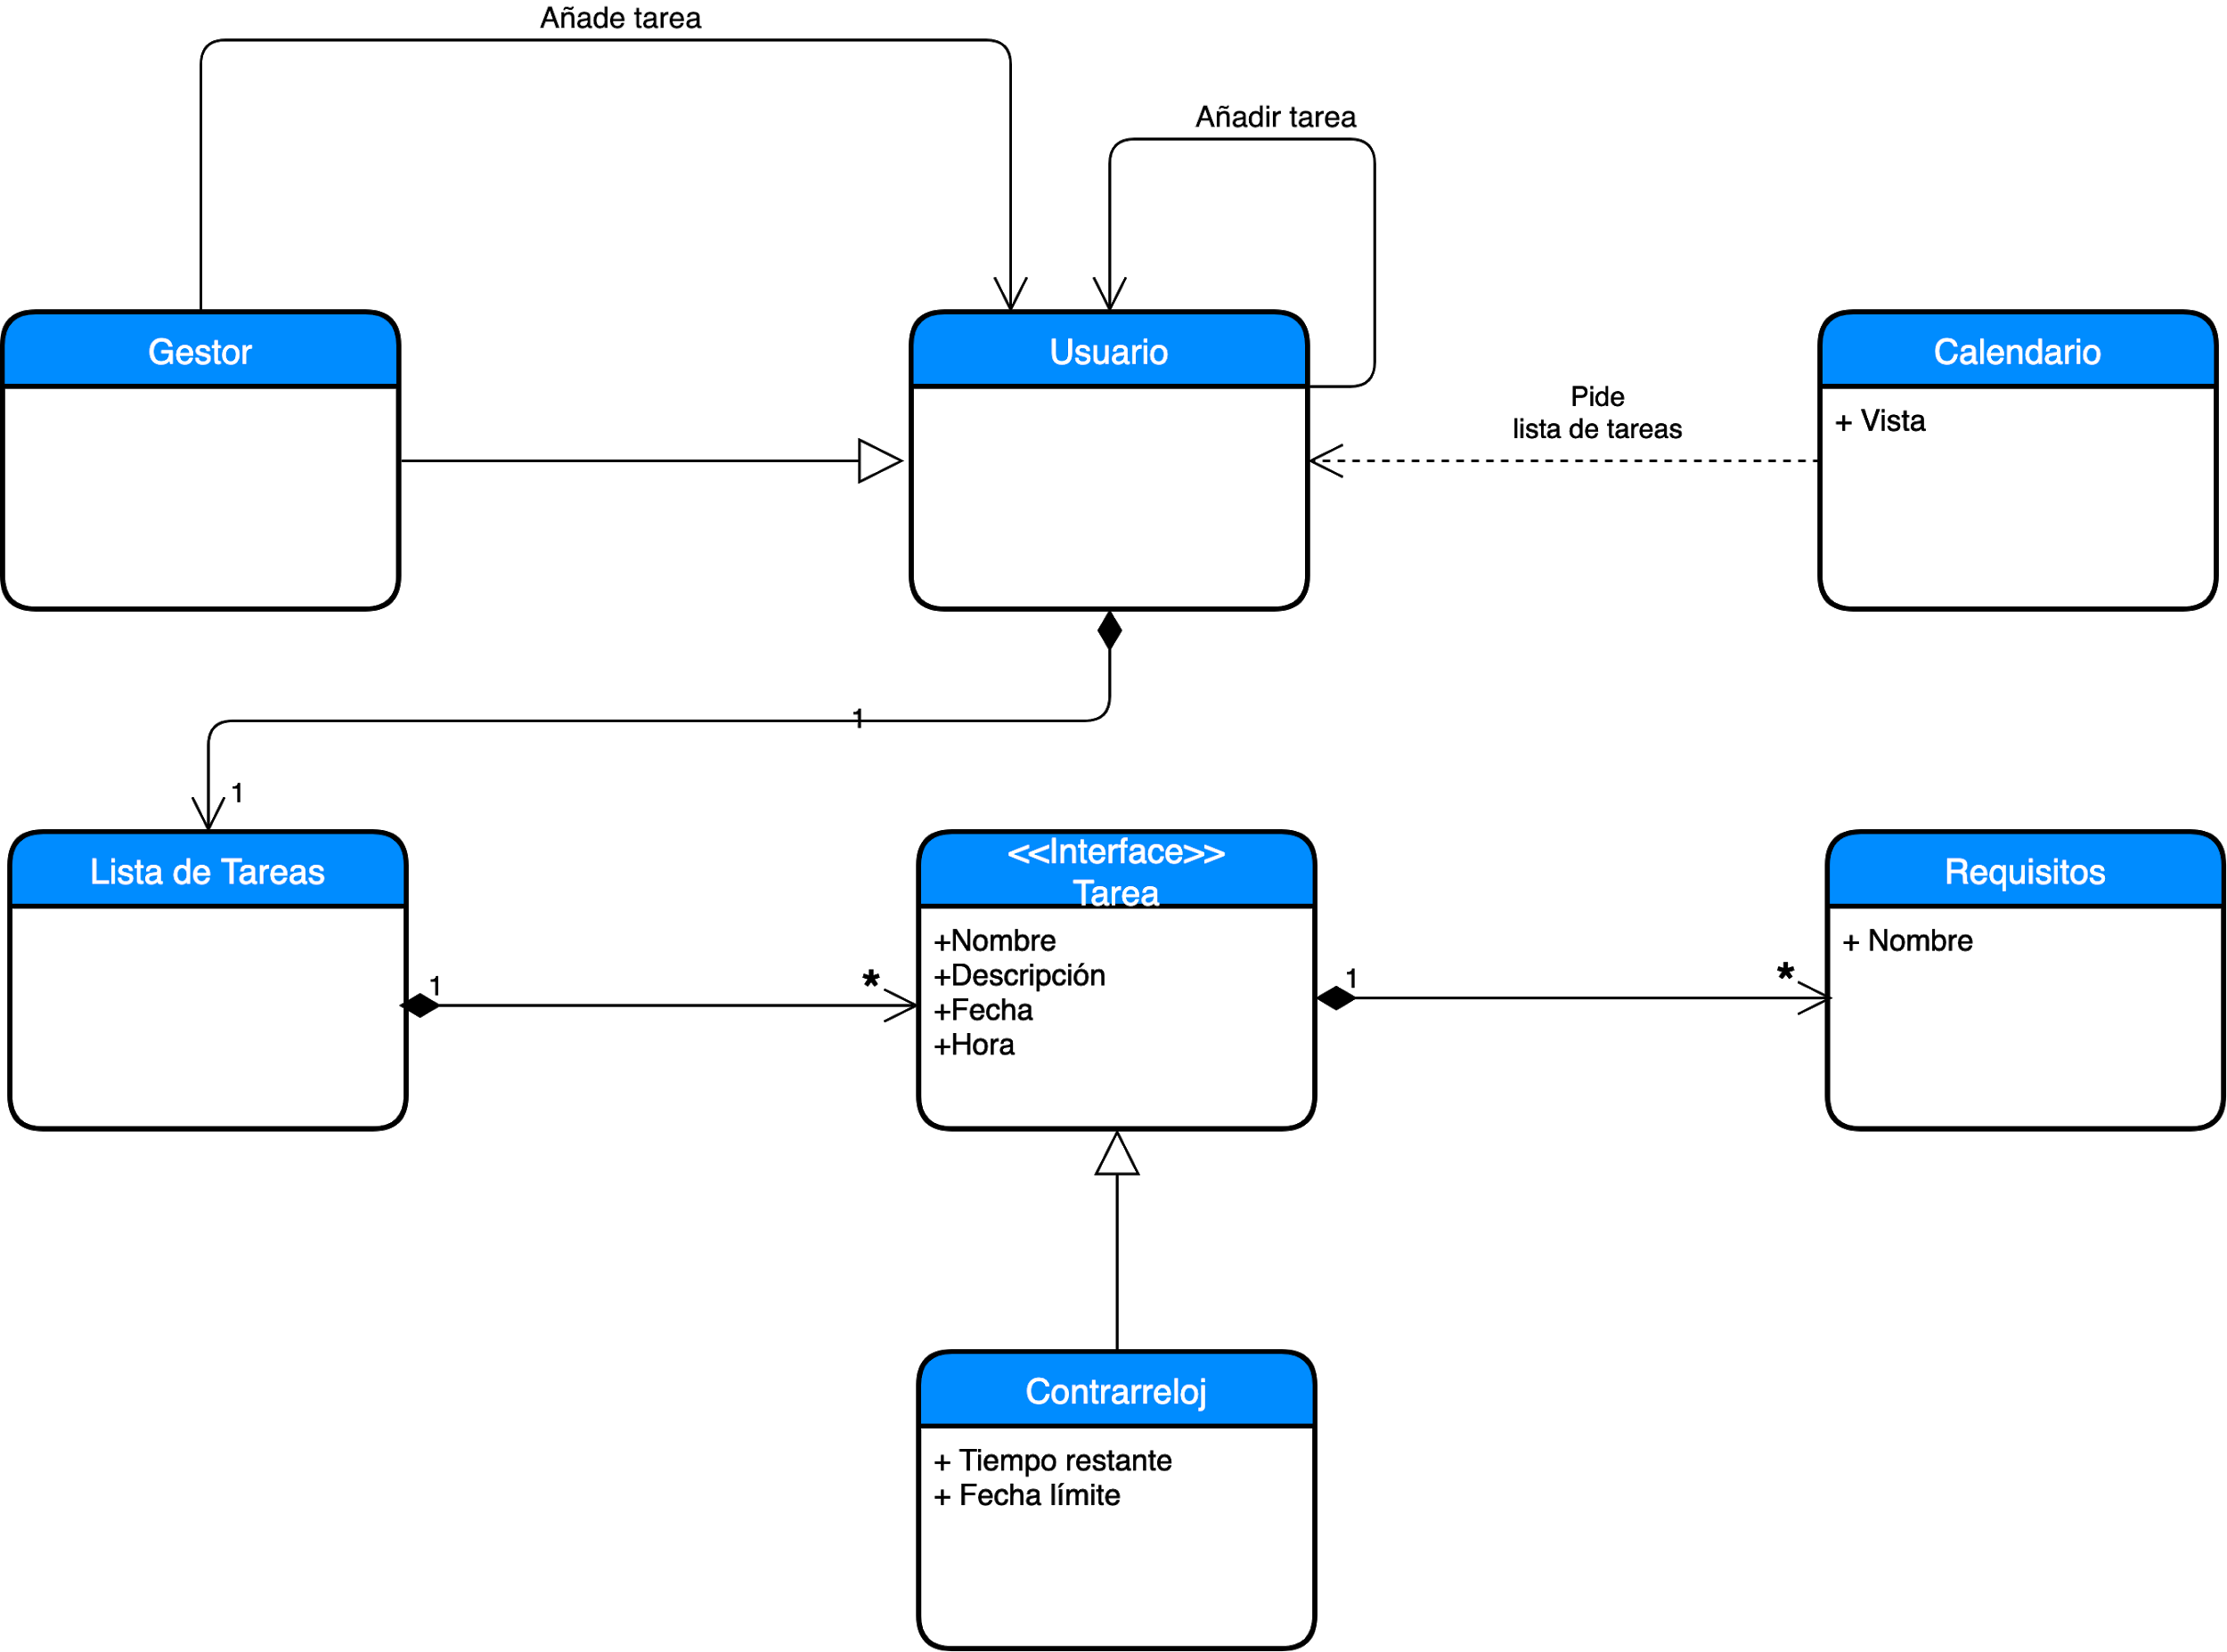 Añade tarea
Añadir tarea
Gestor
Usuario
Calendario
Pide
lista de tareas
+ Vista
1
1
Lista de Tareas
<<Interface>>
Tarea
Requisitos
+Nombre
+Descripción
+Fecha
+Hora
+ Nombre
1
*
1
*
Contrarreloj
+ Tiempo restante
+ Fecha límite